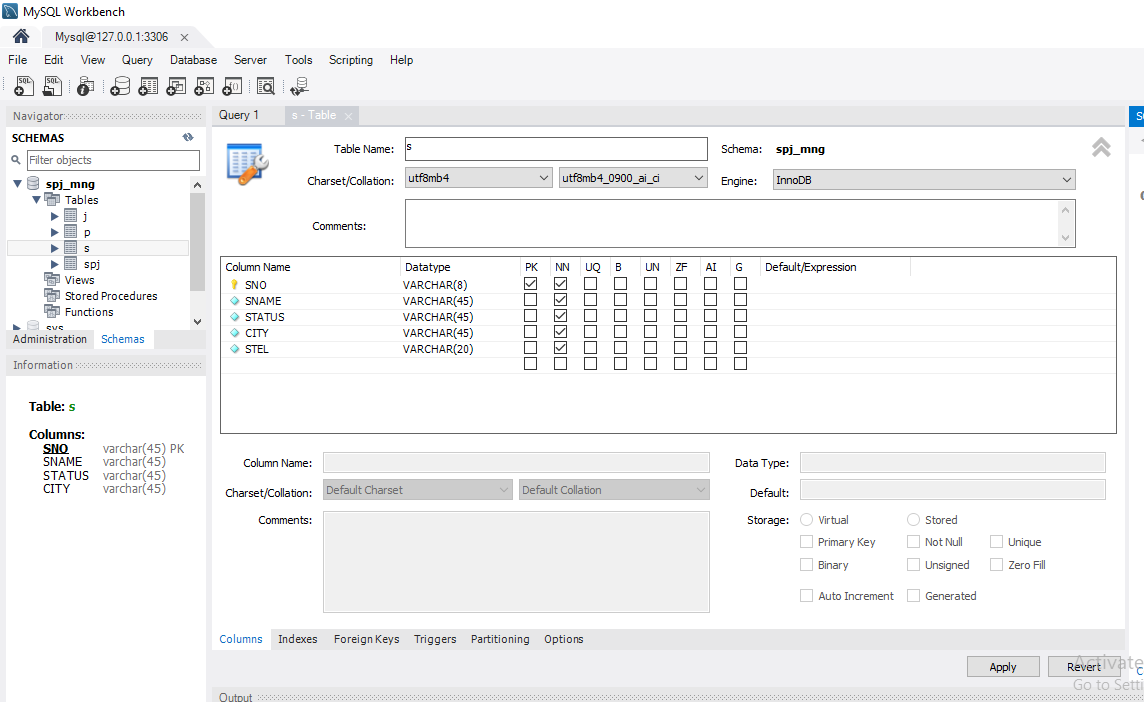 MySQL Workbench
Mysql@127.0.0.1:3306
File Edit View Query Database Server Tools Scripting Help
Navigator
SCHEMAS
Filter objects
spj_mng
Tables
j
p
s
spj
Views
Stored Procedures
Functions
sys
Administration Schemas
Information
Table: s
Columns:
SNO varchar(45) PK
SNAME varchar(45)
STATUS varchar(45)
CITY varchar(45)
Query 1 s - Table
Table Name: s Schema: spj_mng
Charset/Collation: utf8mb4 utf8mb4_0900_ai_ci Engine: InnoDB
Comments:
Column Name Datatype PK NN UQ B UN ZF AI G Default/Expression
SNO VARCHAR(8)
SNAME VARCHAR(45)
STATUS VARCHAR(45)
CITY VARCHAR(45)
STEL VARCHAR(20)
Column Name: Data Type:
Charset/Collation: Default Charset Default Collation Default:
Comments: Storage: Virtual Stored
Primary Key Not Null Unique
Binary Unsigned Zero Fill
Auto Increment Generated
Columns Indexes Foreign Keys Triggers Partitioning Options
Apply Revert
Activate
Go to Setti
Output